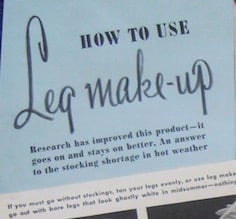 HOW TO USE
Leg make-up
Research has improved this product—it
goes on and stays on better. An answer
to the stocking shortage in hot weather
If you must go without stockings, tan your legs evenly, or use leg make
go out with bare legs that look ghastly white in midsummer—nothing